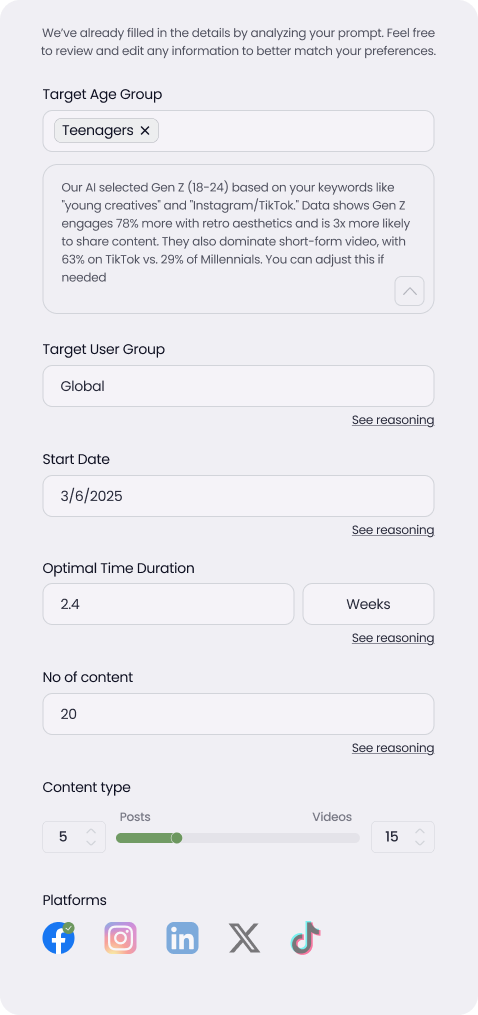 We've already filled in the details by analyzing your prompt. Feel free
to review and edit any information to better match your preferences.
Target Age Group
Teenagers
Our AI selected Gen Z (18-24) based on your keywords like
"young creatives" and "Instagram/TikTok." Data shows Gen Z
engages 78% more with retro aesthetics and is 3x more likely
to share content. They also dominate short-form video, with
63% on TikTok vs. 29% of Millennials. You can adjust this if
needed
Target User Group
Global
See reasoning
Start Date
3/6/2025
See reasoning
Optimal Time Duration
2.4 Weeks
See reasoning
No of content
20
See reasoning
Content type
Posts Videos
5 15
Platforms